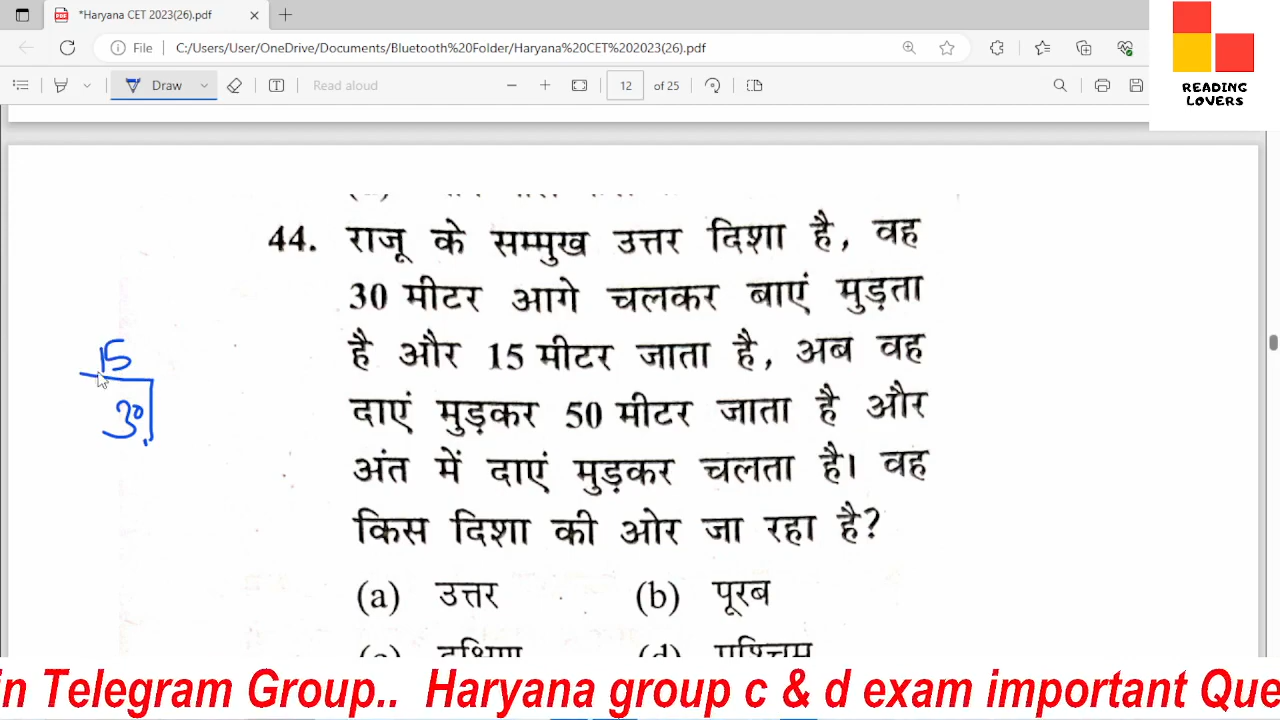 *Haryana CET 2023(26).pdf
File C:/Users/User/OneDrive/Documents/Bluetooth%20Folder/Haryana%20CET%202023(26).pdf
Draw Read aloud 12 of 25
READING
LOVERS
44. राजू के सम्मुख उत्तर दिशा है, वह
30 मीटर आगे चलकर बाएं मुड़ता
है और 15 मीटर जाता है, अब वह
दाएं मुड़कर 50 मीटर जाता है और
अंत में दाएं मुड़कर चलता है। वह
किस दिशा की ओर जा रहा है?
(a) उत्तर (b) पूरब
(c) दक्षिण (d) पश्चिम
15
30
in Telegram Group.. Haryana group c & d exam important Que